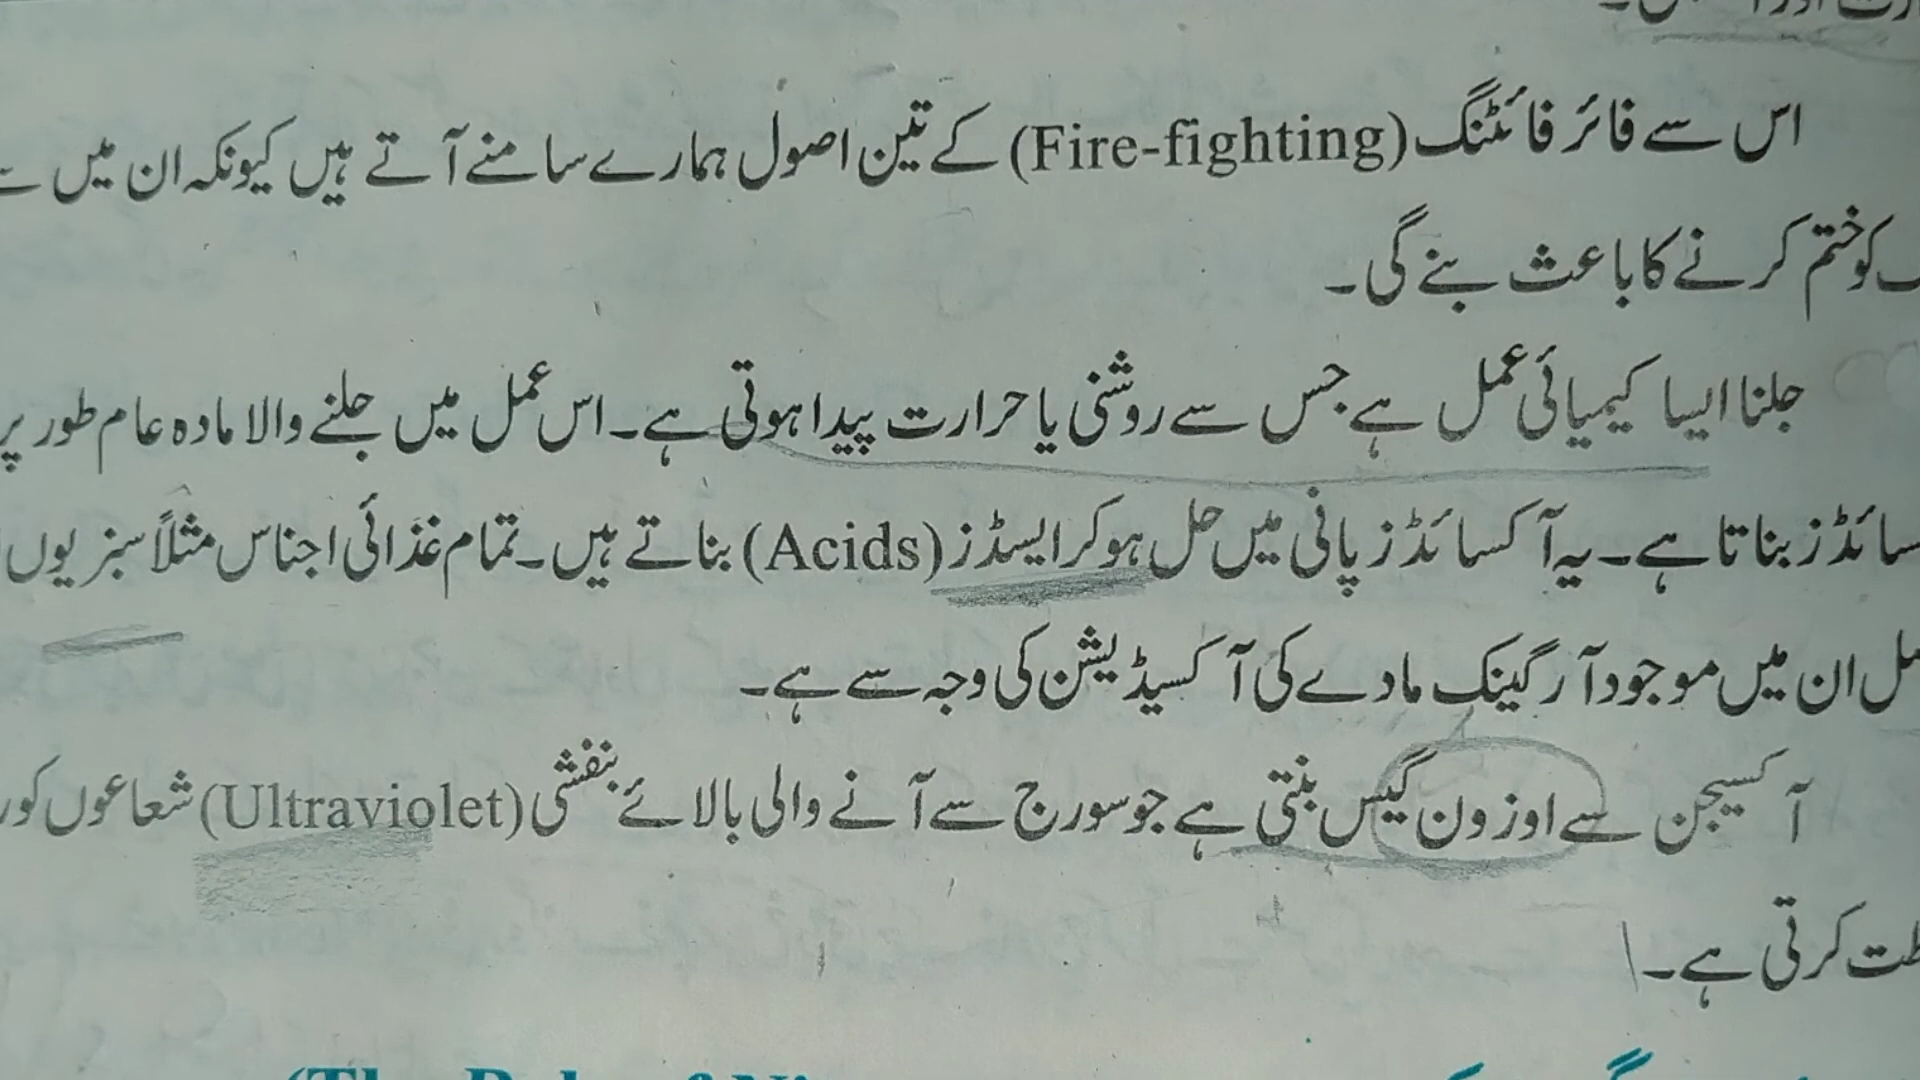 اس سے فائر فائٹنگ (Fire-fighting) کے تین اصول ہمارے سامنے آتے ہیں کیونکہ ان میں
کو ختم کرنے کا باعث بنے گی۔
جلنا ایسا کیمیائی عمل ہے جس سے روشنی یا حرارت پیدا ہوتی ہے۔ اس عمل میں جلنے والا مادہ عام طور پر
بناتا ہے۔ یہ آکسائڈز پانی میں حل ہو کر ایسڈز (Acids) بناتے ہیں۔ تمام غذائی اجناس مثلاً سبزیوں
ان میں موجود آرگینک مادے کی آکسیڈیشن کی وجہ سے ہے۔
آکسیجن سے اوزون گیس بنتی ہے جو سورج سے آنے والی بالائے بنفشی (Ultraviolet) شعاعوں کو
کرتی ہے۔